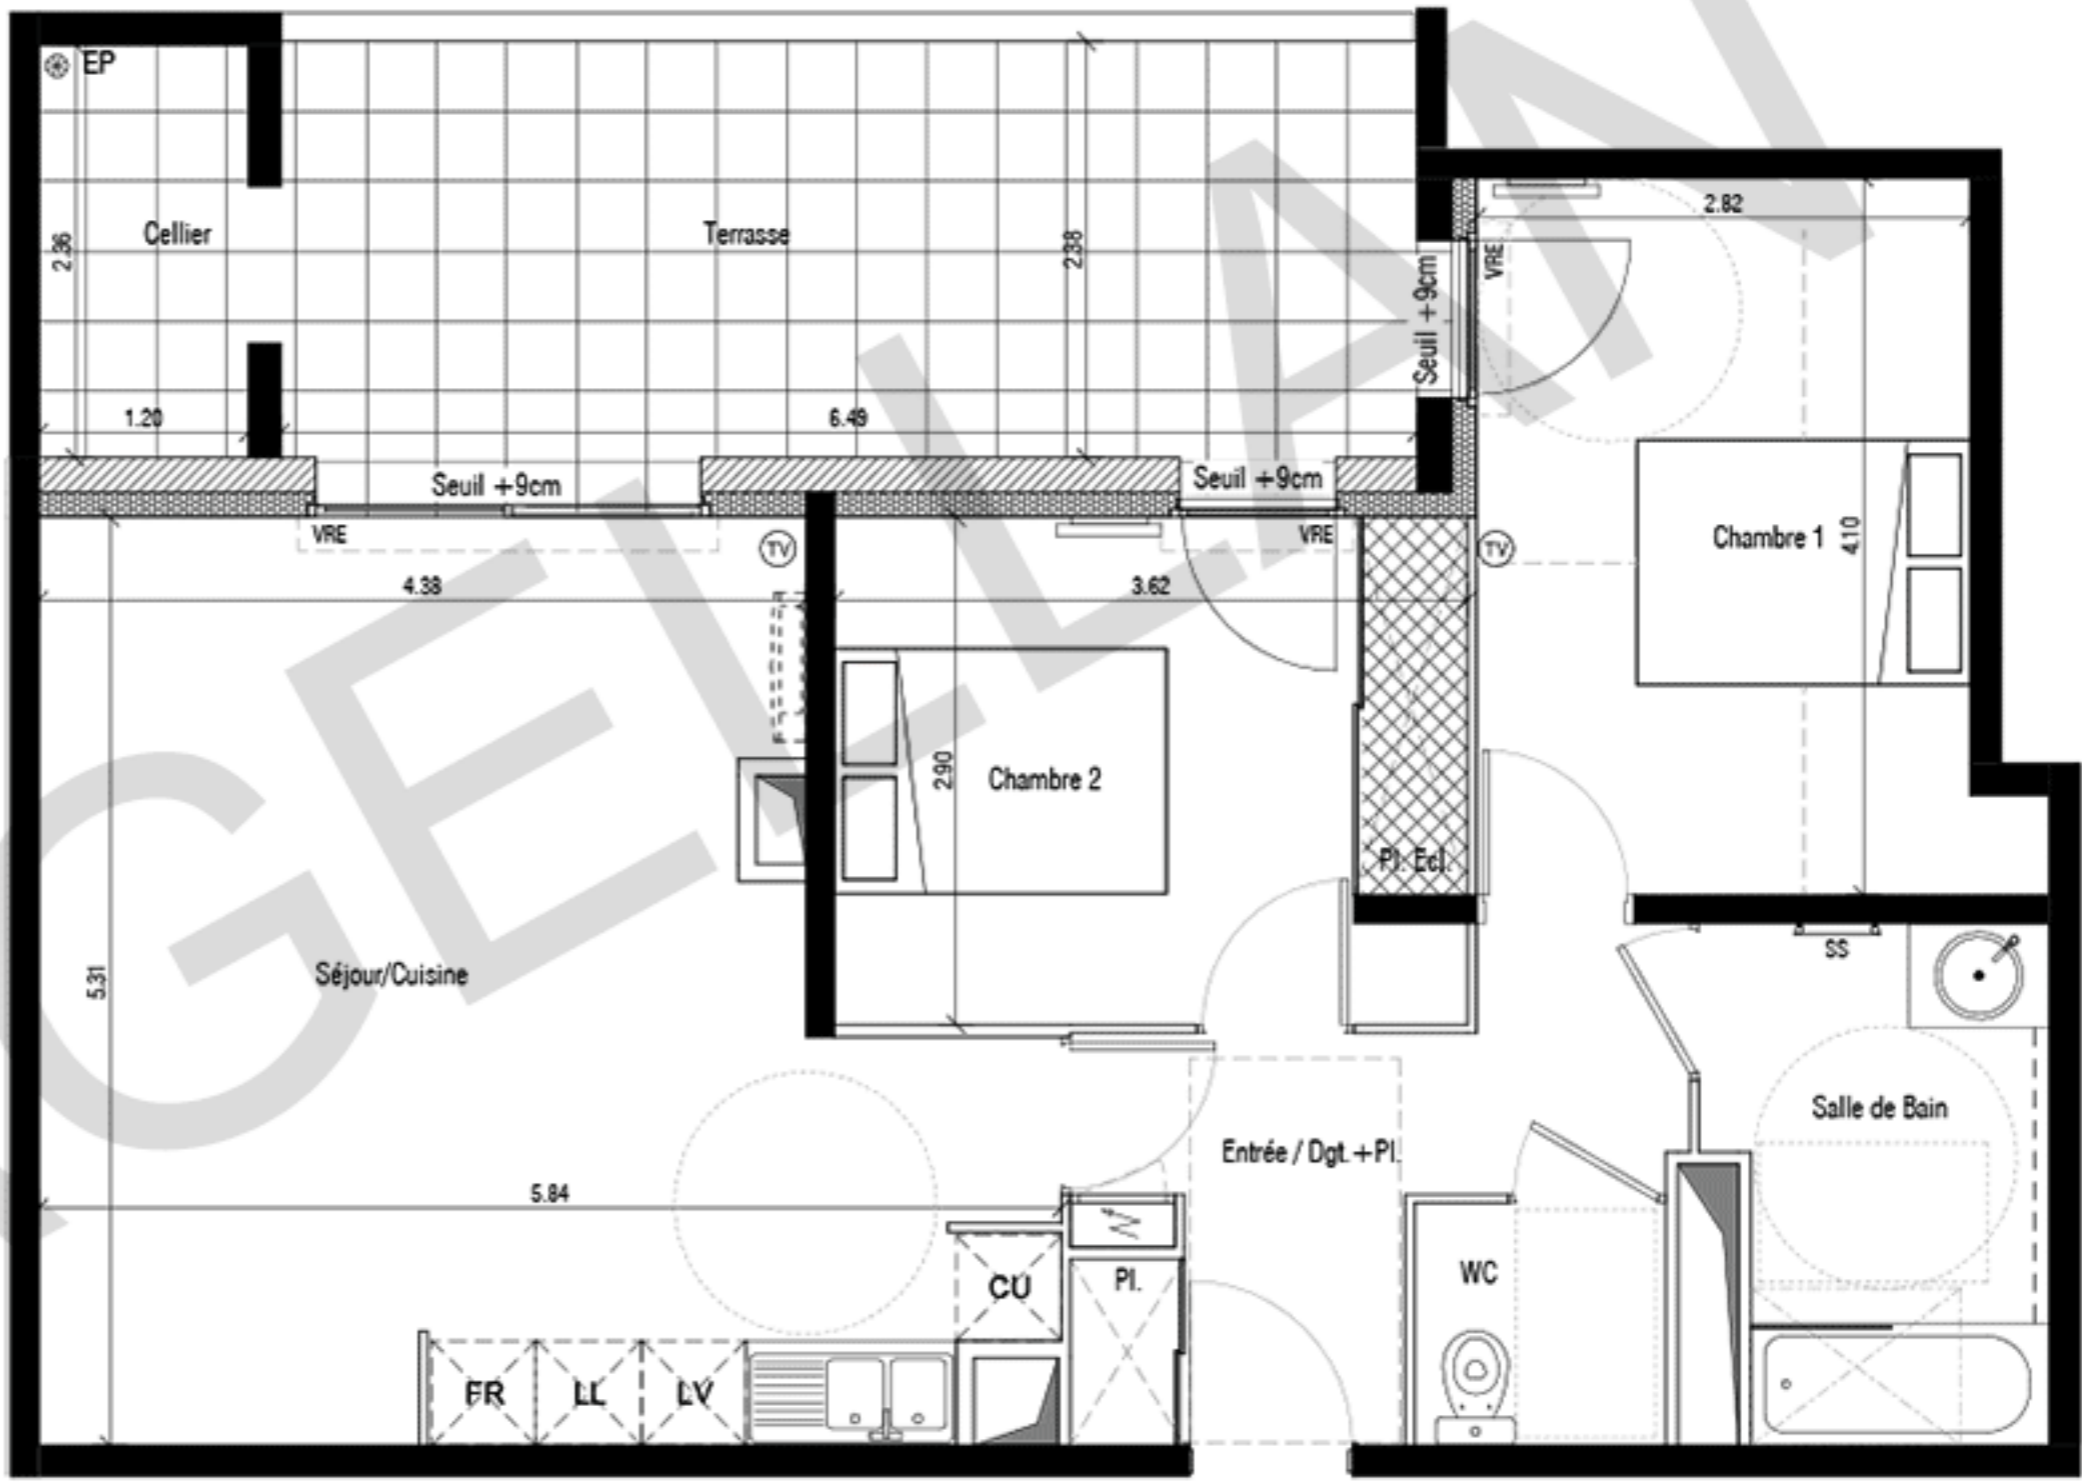 EP
2.82
Cellier
Terrasse
2.36
2.38
VRE
Seuil +9cm
1.20
6.49
Seuil +9cm
Seuil +9cm
VRE
TV
VRE
TV
Chambre 1
4.10
4.38
3.62
2.90
Chambre 2
Pl. Ecl.
SS
5.31
Séjour/Cuisine
Salle de Bain
Entrée / Dgt.+Pl.
5.84
CU
Pl.
WC
FR
LL
LV
GELLAN